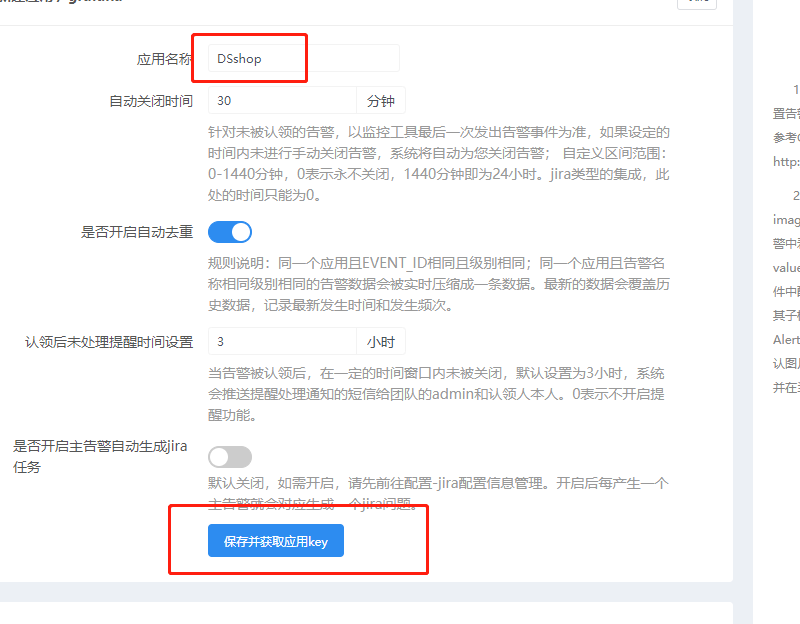 应用名称
DSshop
自动关闭时间
30
分钟
针对未被认领的告警，以监控工具最后一次发出告警事件为准，如果设定的
时间内未进行手动关闭告警，系统将自动为您关闭告警； 自定义区间范围：
0-1440分钟，0表示永不关闭，1440分钟即为24小时。jira类型的集成，此
处的时间只能为0。
是否开启自动去重
规则说明：同一个应用且EVENT_ID相同且级别相同；同一个应用且告警名
称相同级别相同的告警数据会被实时压缩成一条数据。最新的数据会覆盖历
史数据，记录最新发生时间和发生频次。
认领后未处理提醒时间设置
3
小时
当告警被认领后，在一定的时间窗口内未被关闭，默认设置为3小时，系统
会推送提醒处理通知的短信给团队的admin和认领人本人。0表示不开启提
醒功能。
是否开启主告警自动生成jira
任务
默认关闭，如需开启，请先前往配置-jira配置信息管理。开启后每产生一个
主告警就会对应生成一个jira问题。
保存并获取应用key
1
置告
参考
http:
2
imag
警中
value
件中
其子
Alert
认图
并在